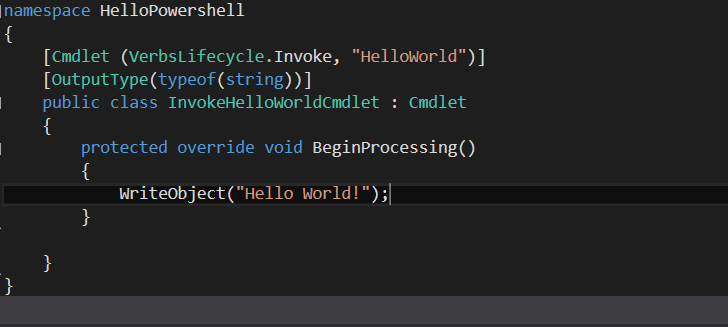 namespace HelloPowershell
{
    [Cmdlet (VerbsLifecycle.Invoke, "HelloWorld")]
    [OutputType(typeof(string))]
    public class InvokeHelloWorldCmdlet : Cmdlet
    {
        protected override void BeginProcessing()
        {
            WriteObject("Hello World!");
        }
    }
}